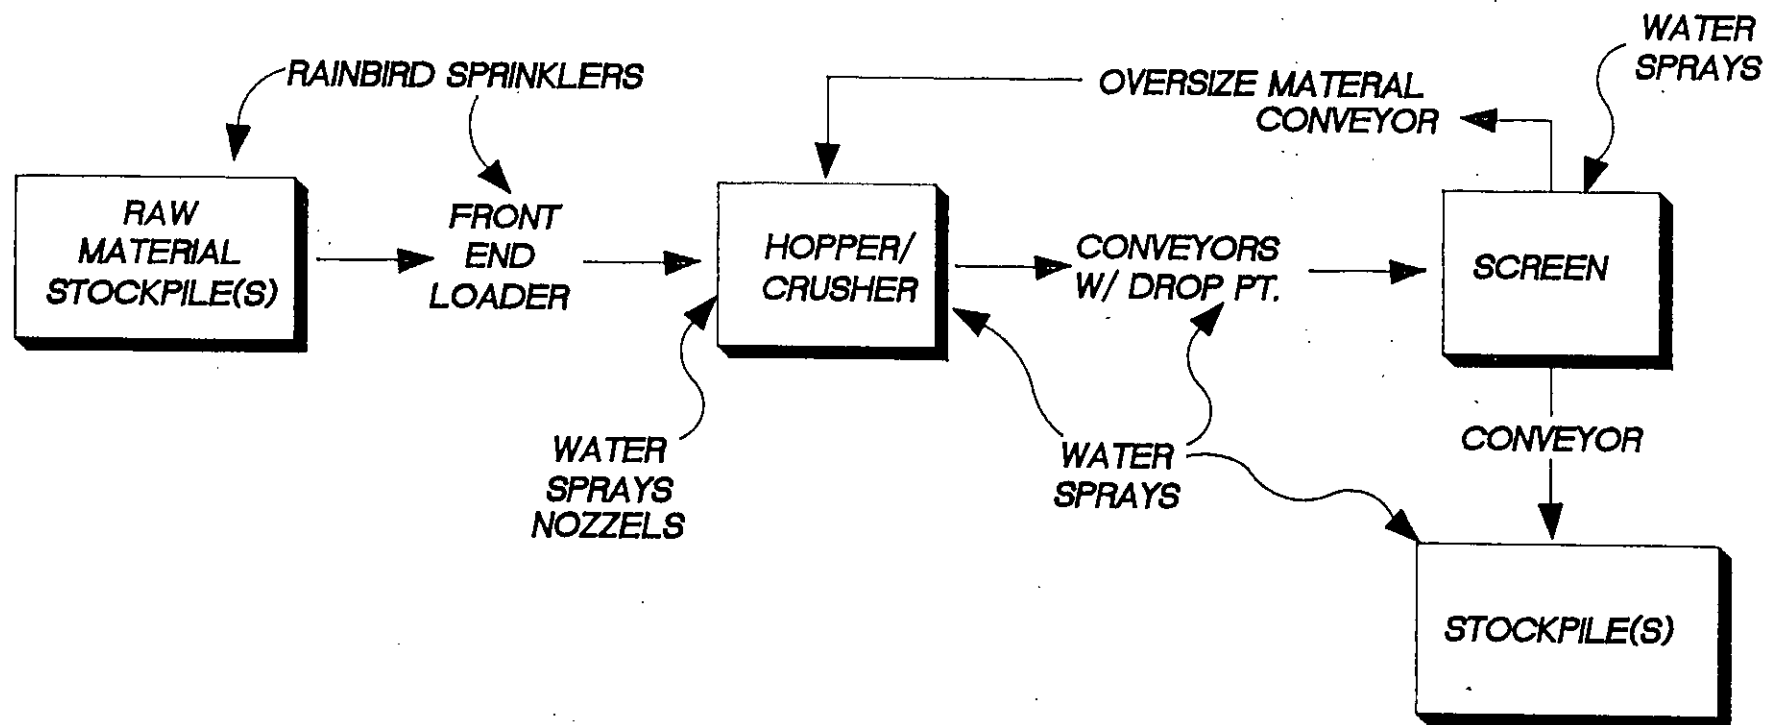 WATER
SPRAYS
RAINBIRD SPRINKLERS
OVERSIZE MATERAL
CONVEYOR
RAW
MATERIAL
STOCKPILE(S)
FRONT
END
LOADER
HOPPER/
CRUSHER
CONVEYORS
W/ DROP PT.
SCREEN
WATER
SPRAYS
NOZZELS
WATER
SPRAYS
CONVEYOR
STOCKPILE(S)